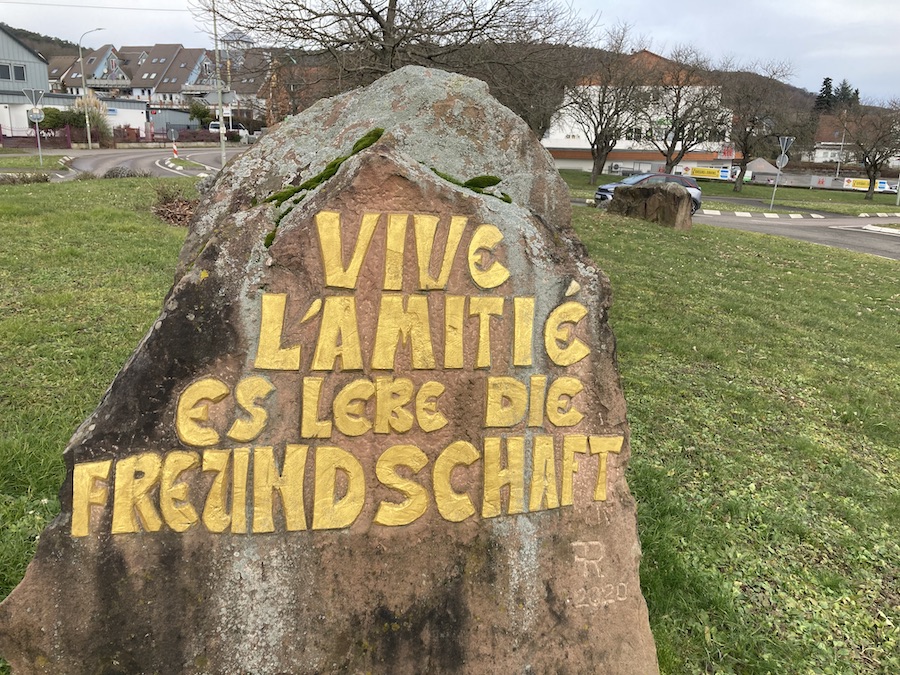 VIVE
L'AMITIÉ
ES LEBE DIE
FREUNDSCHAFT
RR
2020